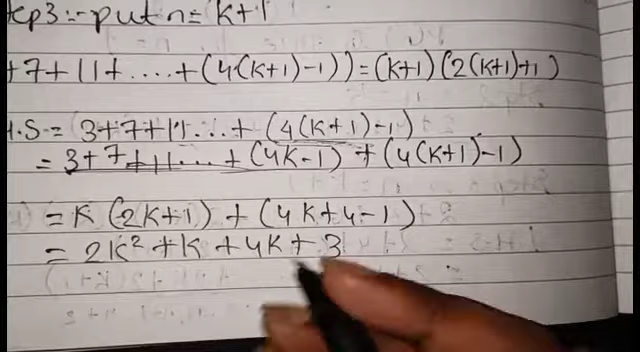 tep3:- put n= k+1
+7+11+....+(4(k+1)-1))=(k+1)(2(k+1)+1)
H.S= 3+7+11...+(4(k+1)-1)
= 3+7+11...+(4k-1)+(4(k+1)-1)
= k(2k+1)+(4k+4-1)
= 2k²+k+4k+3